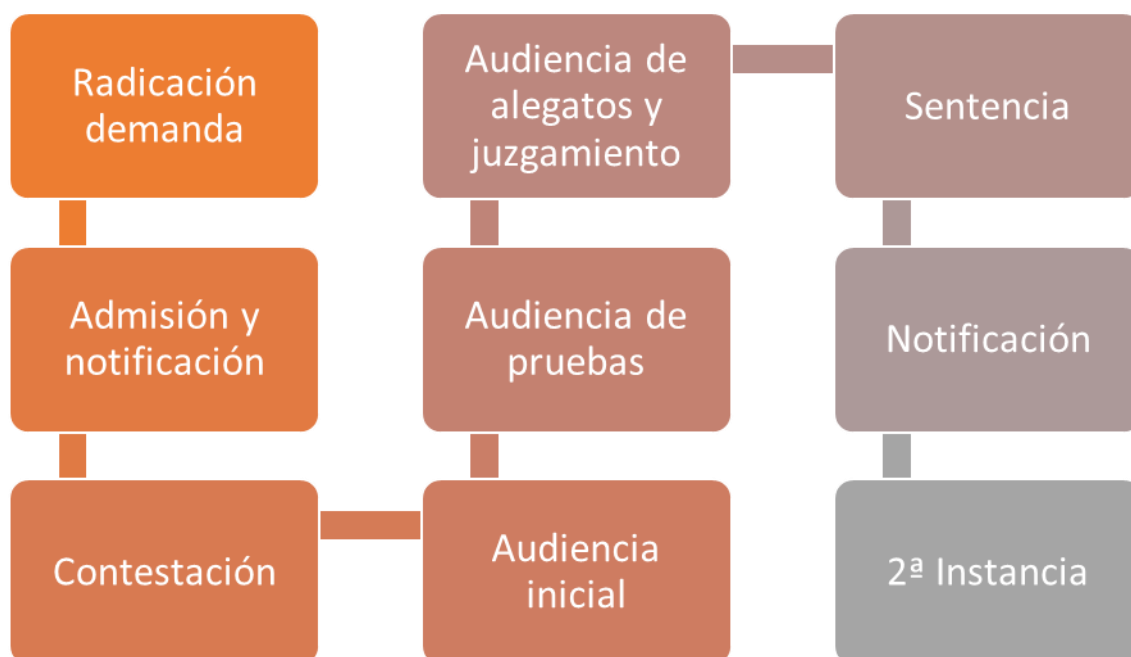 Radicación
demanda
Admisión y
notificación
Contestación
Audiencia
inicial
Audiencia de
pruebas
Audiencia de
alegatos y
juzgamiento
Sentencia
Notificación
2ª Instancia